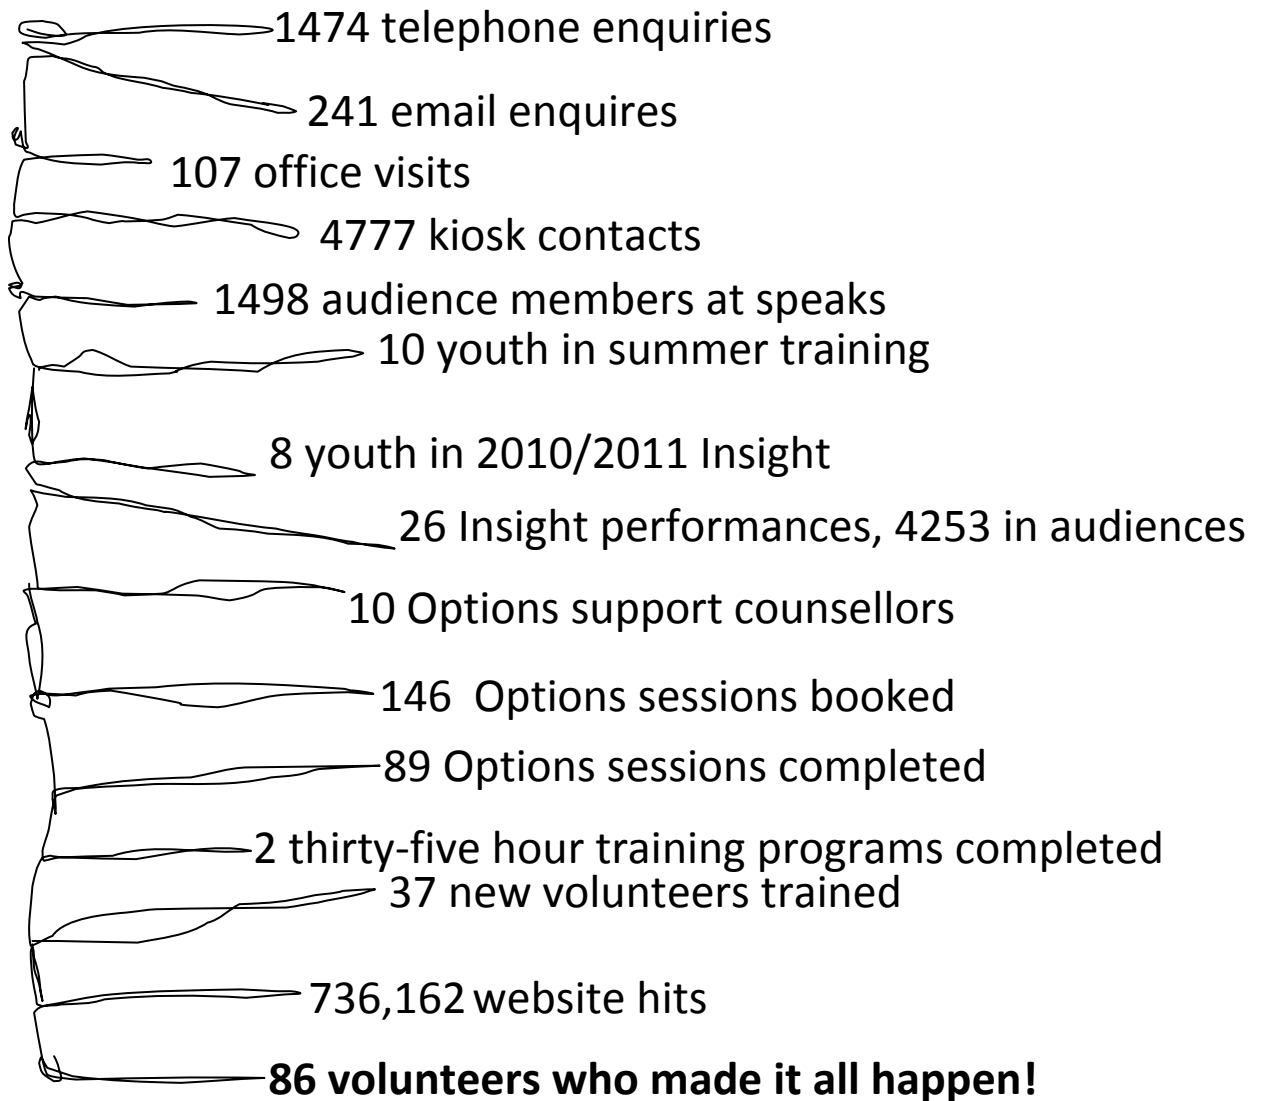 1474 telephone enquiries
241 email enquires
107 office visits
4777 kiosk contacts
1498 audience members at speaks
10 youth in summer training
8 youth in 2010/2011 Insight
26 Insight performances, 4253 in audiences
10 Options support counsellors
146  Options sessions booked
89 Options sessions completed
2 thirty-five hour training programs completed
37 new volunteers trained
736,162 website hits
86 volunteers who made it all happen!